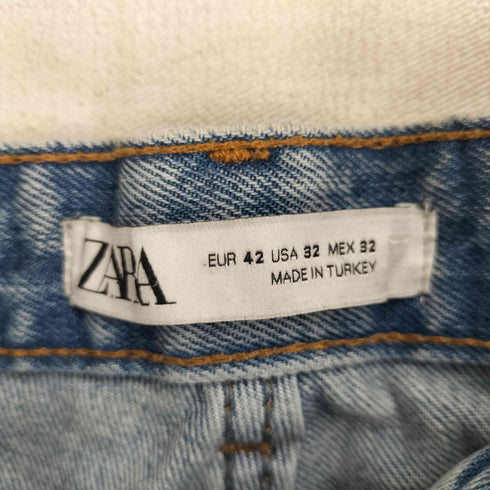 ZARA
EUR 42 USA 32 MEX 32
MADE IN TURKEY